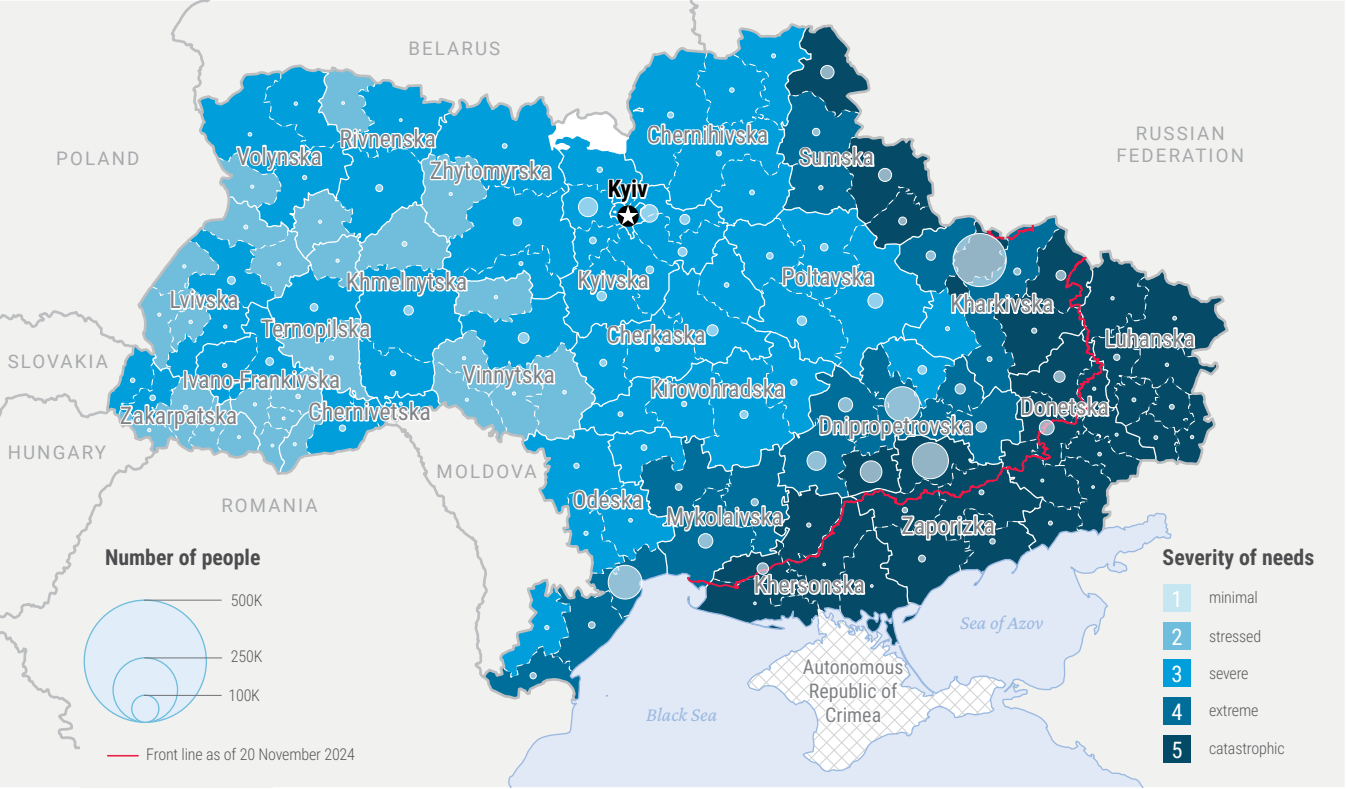 BELARUS
RUSSIAN
FEDERATION
POLAND
Chernihivska
Rivnenska
Volynska
Sumska
Zhytomyrska
Kyiv
Poltavska
Kyivska
Khmelnytska
Lvivska
Kharkivska
Ternopilska
Cherkaska
Luhanska
SLOVAKIA
Vinnytska
Ivano-Frankivska
Kirovohradska
Zakarpatska
Chernivetska
Donetska
Dnipropetrovska
HUNGARY
MOLDOVA
ROMANIA
Odeska
Mykolaivska
Zaporizka
Khersonska
Sea of Azov
Autonomous
Republic of
Crimea
Black Sea
Number of people
500K
250K
100K
Front line as of 20 November 2024
Severity of needs
1 minimal
2 stressed
3 severe
4 extreme
5 catastrophic